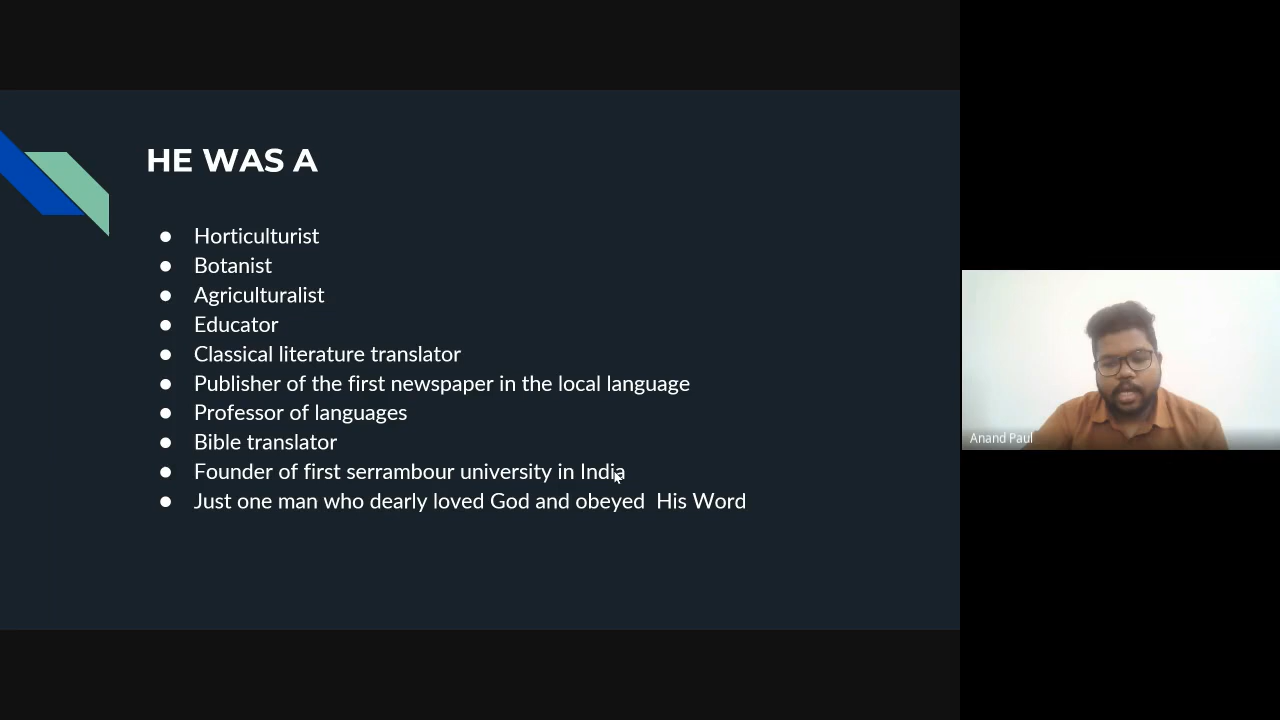 HE WAS A
● Horticulturist
● Botanist
● Agriculturalist
● Educator
● Classical literature translator
● Publisher of the first newspaper in the local language
● Professor of languages
● Bible translator
● Founder of first serrambour university in India
● Just one man who dearly loved God and obeyed  His Word
Anand Paul